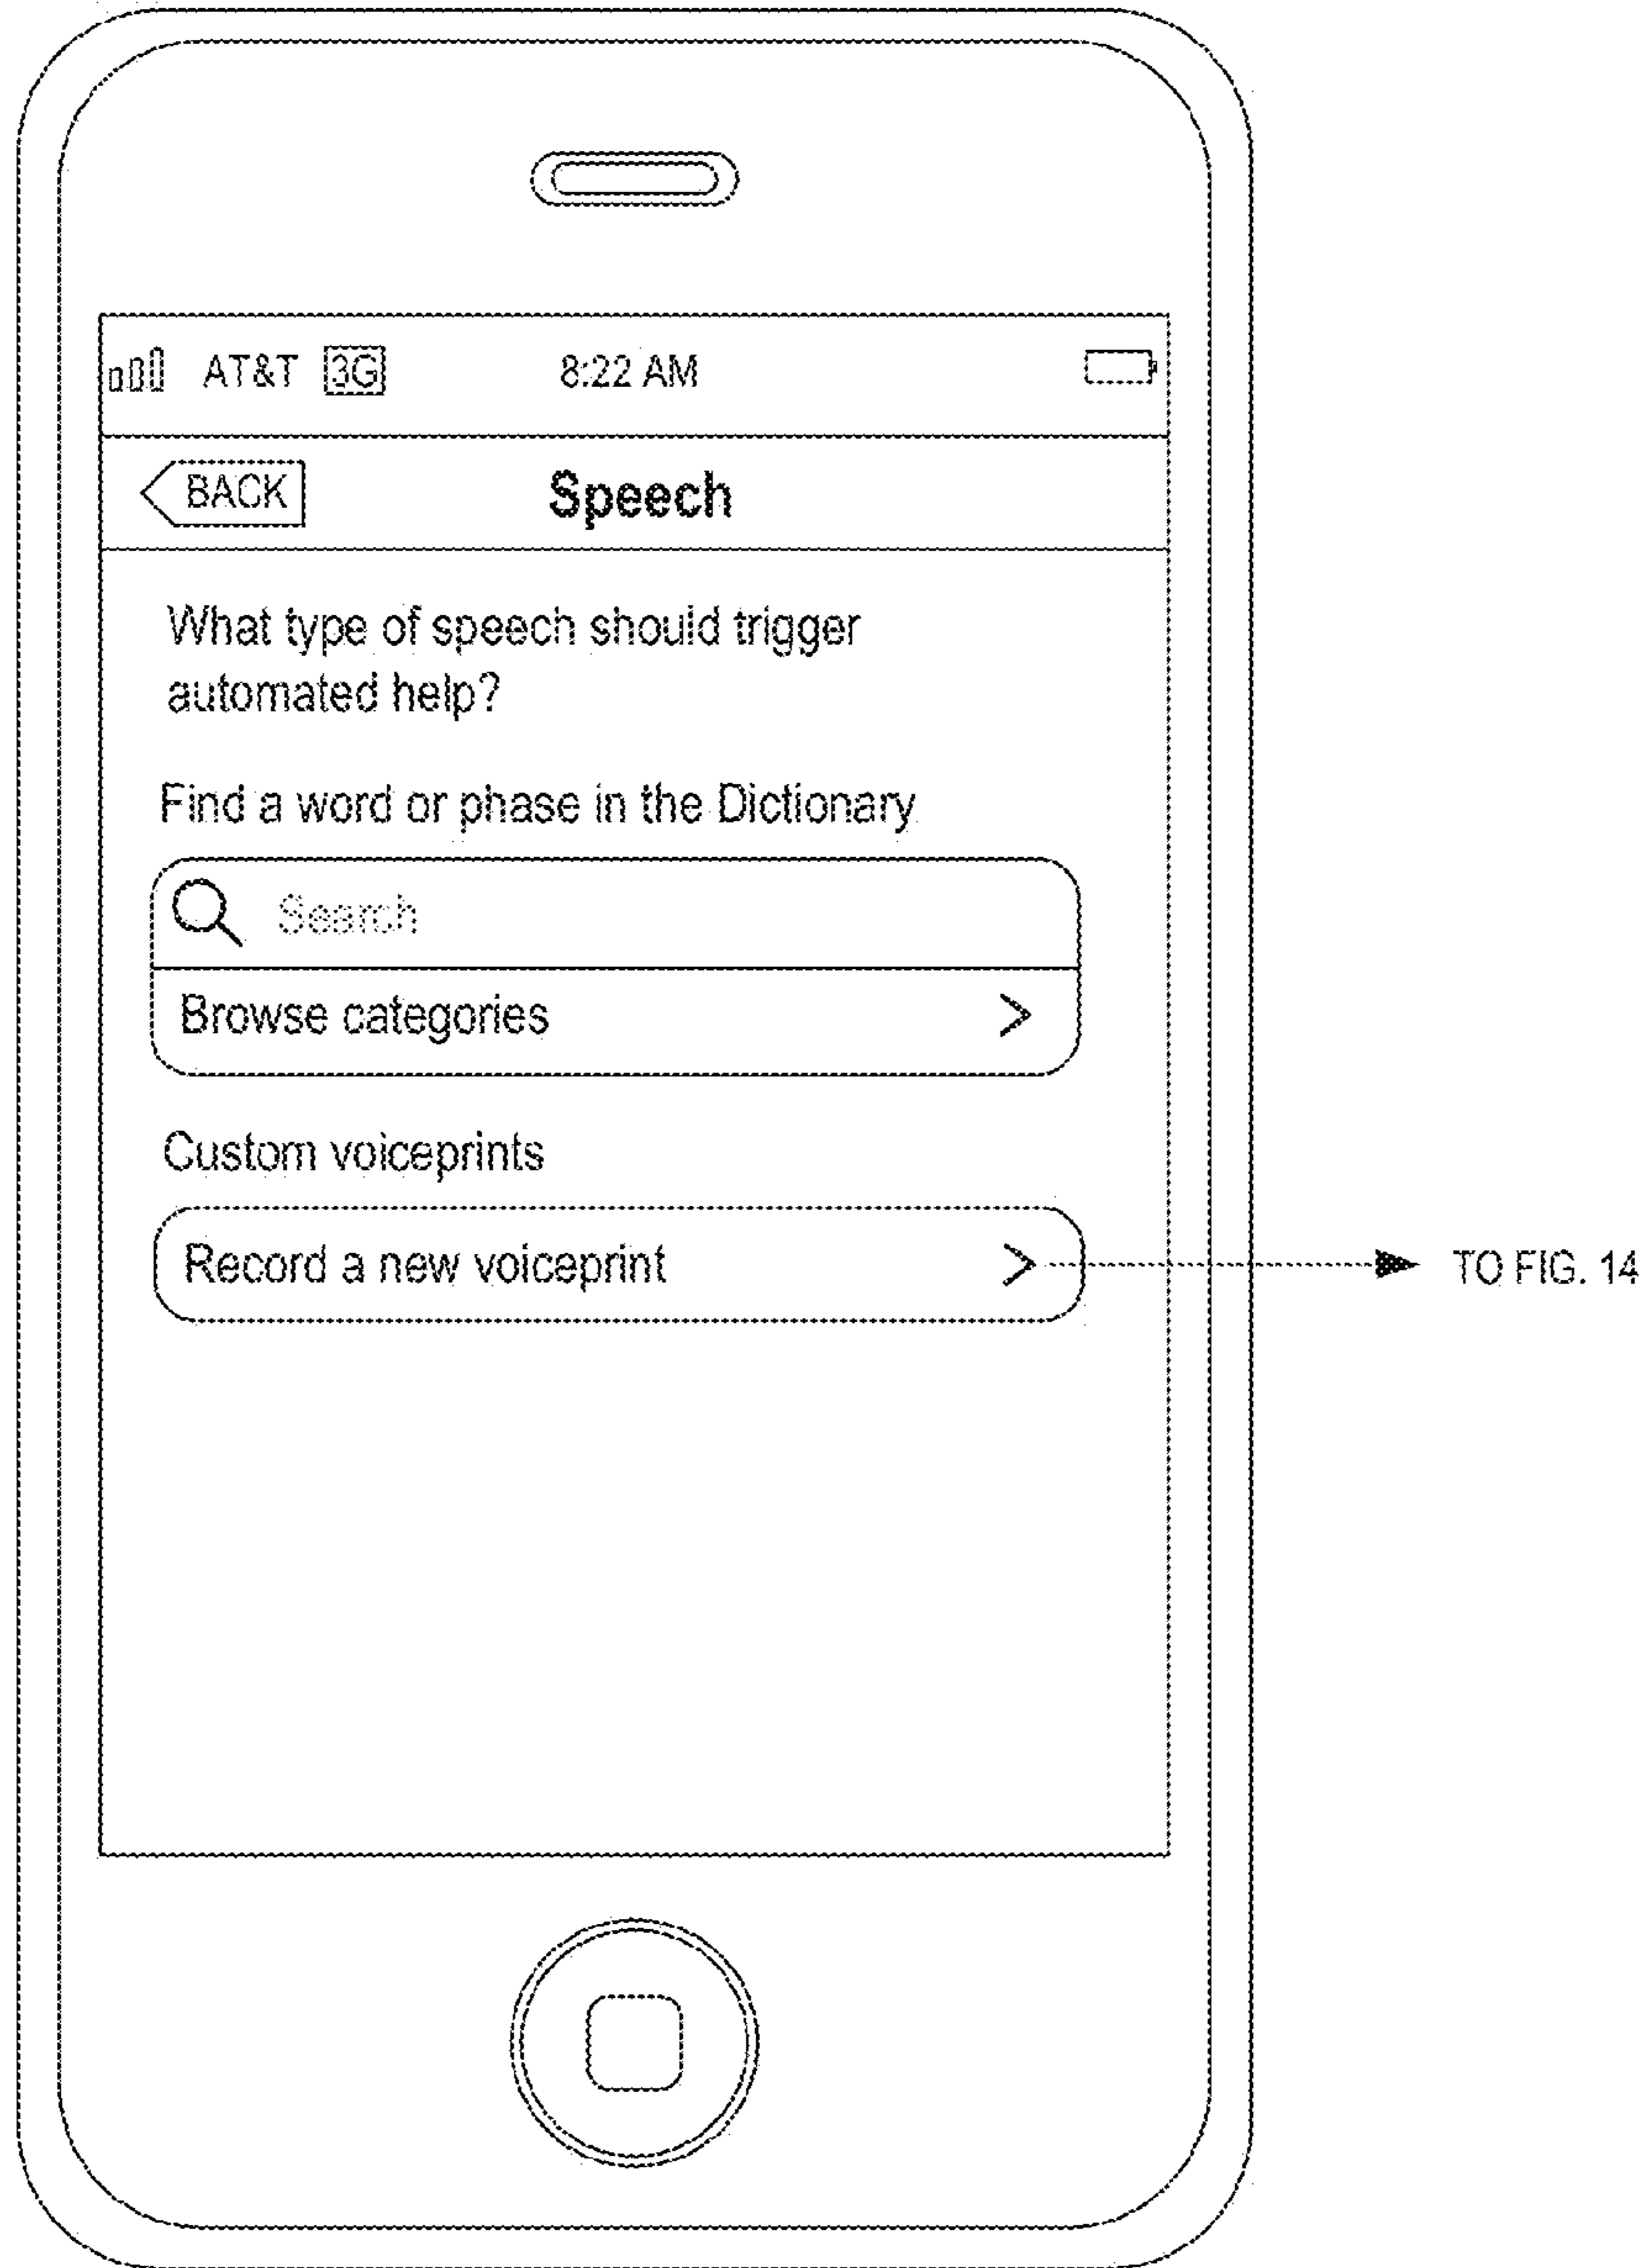 AT&T 3G 8:22 AM
BACK Speech
What type of speech should trigger
automated help?
Find a word or phase in the Dictionary
Search
Browse categories >
Custom voiceprints
Record a new voiceprint > TO FIG. 14